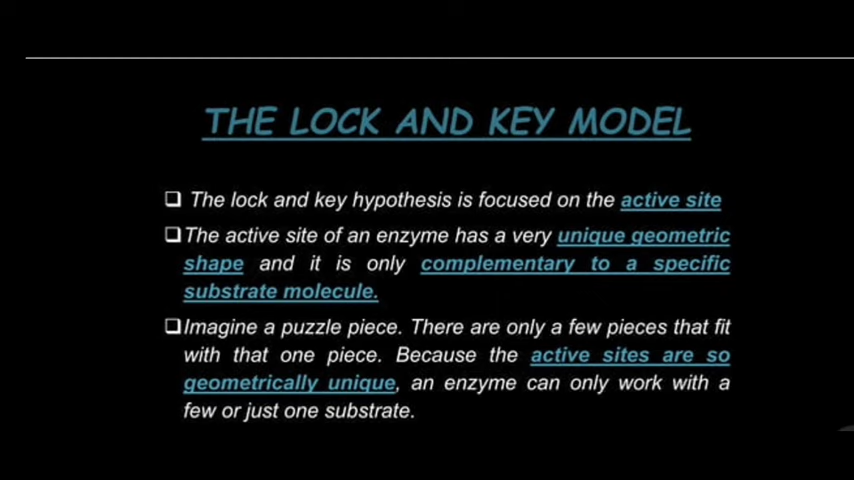 THE LOCK AND KEY MODEL
❑ The lock and key hypothesis is focused on the active site
❑The active site of an enzyme has a very unique geometric
shape and it is only complementary to a specific
substrate molecule.
❑Imagine a puzzle piece. There are only a few pieces that fit
with that one piece. Because the active sites are so
geometrically unique, an enzyme can only work with a
few or just one substrate.